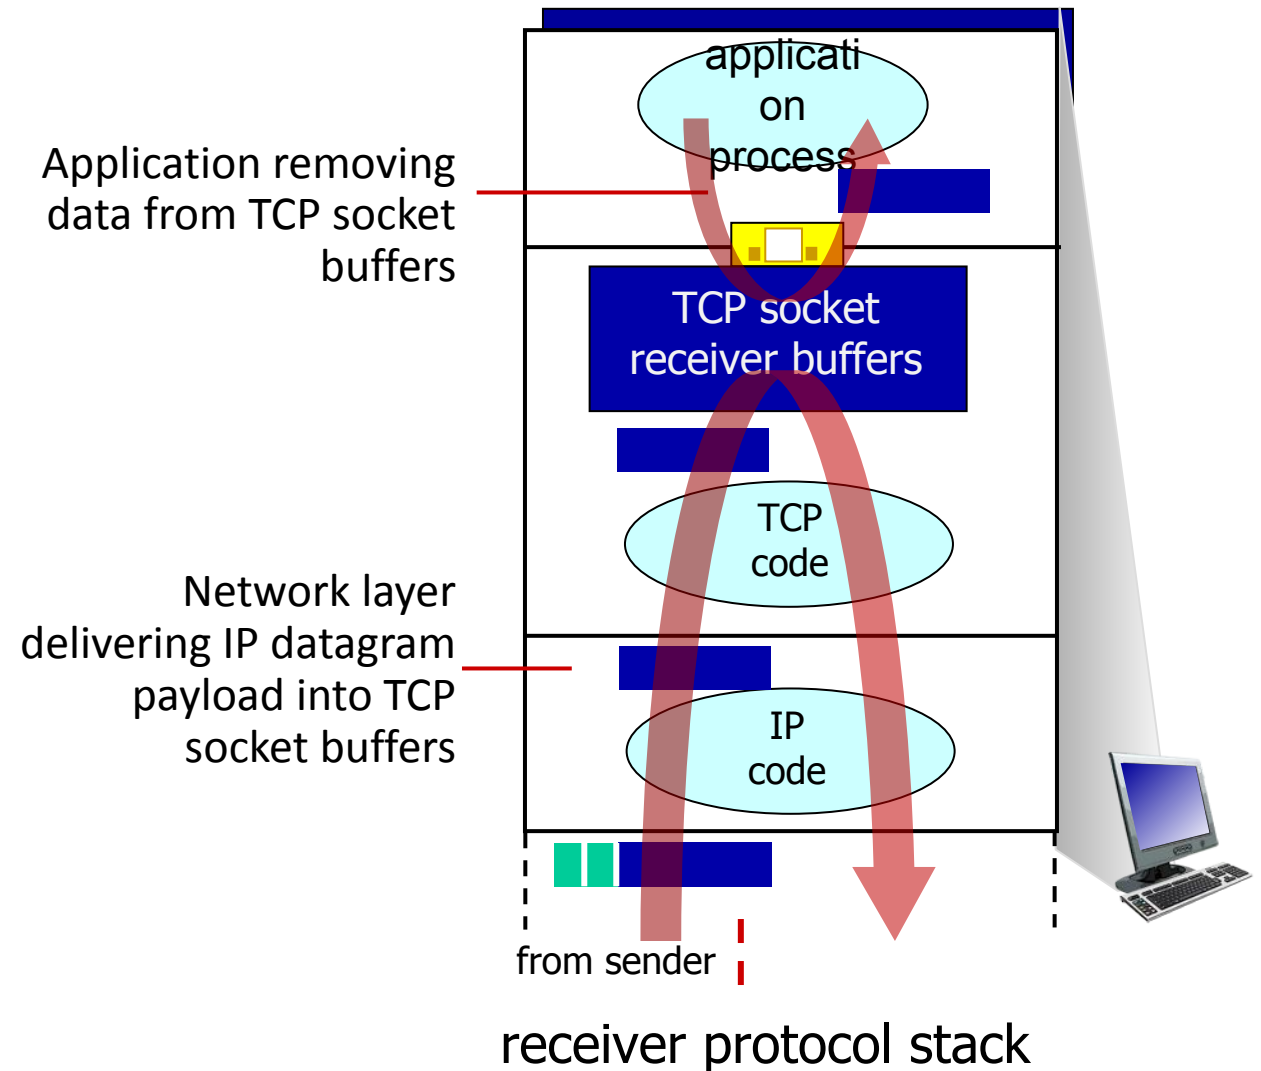 applicati
on
process
Application removing
data from TCP socket
buffers
TCP socket
receiver buffers
TCP
code
Network layer
delivering IP datagram
payload into TCP
socket buffers
IP
code
from sender
receiver protocol stack